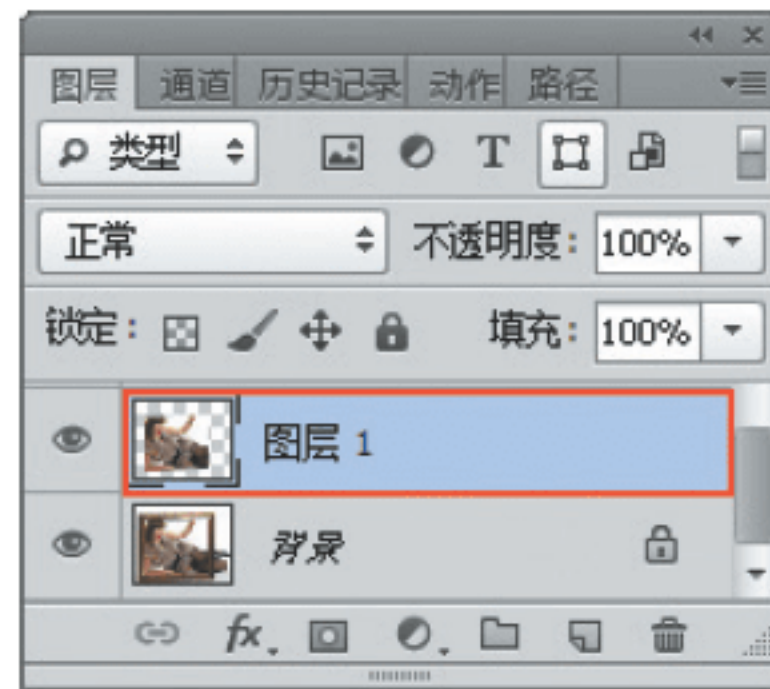 图层 通道 历史记录 动作 路径
类型 T
正常 不透明度: 100%
锁定: 填充: 100%
图层 1
背景
fx.